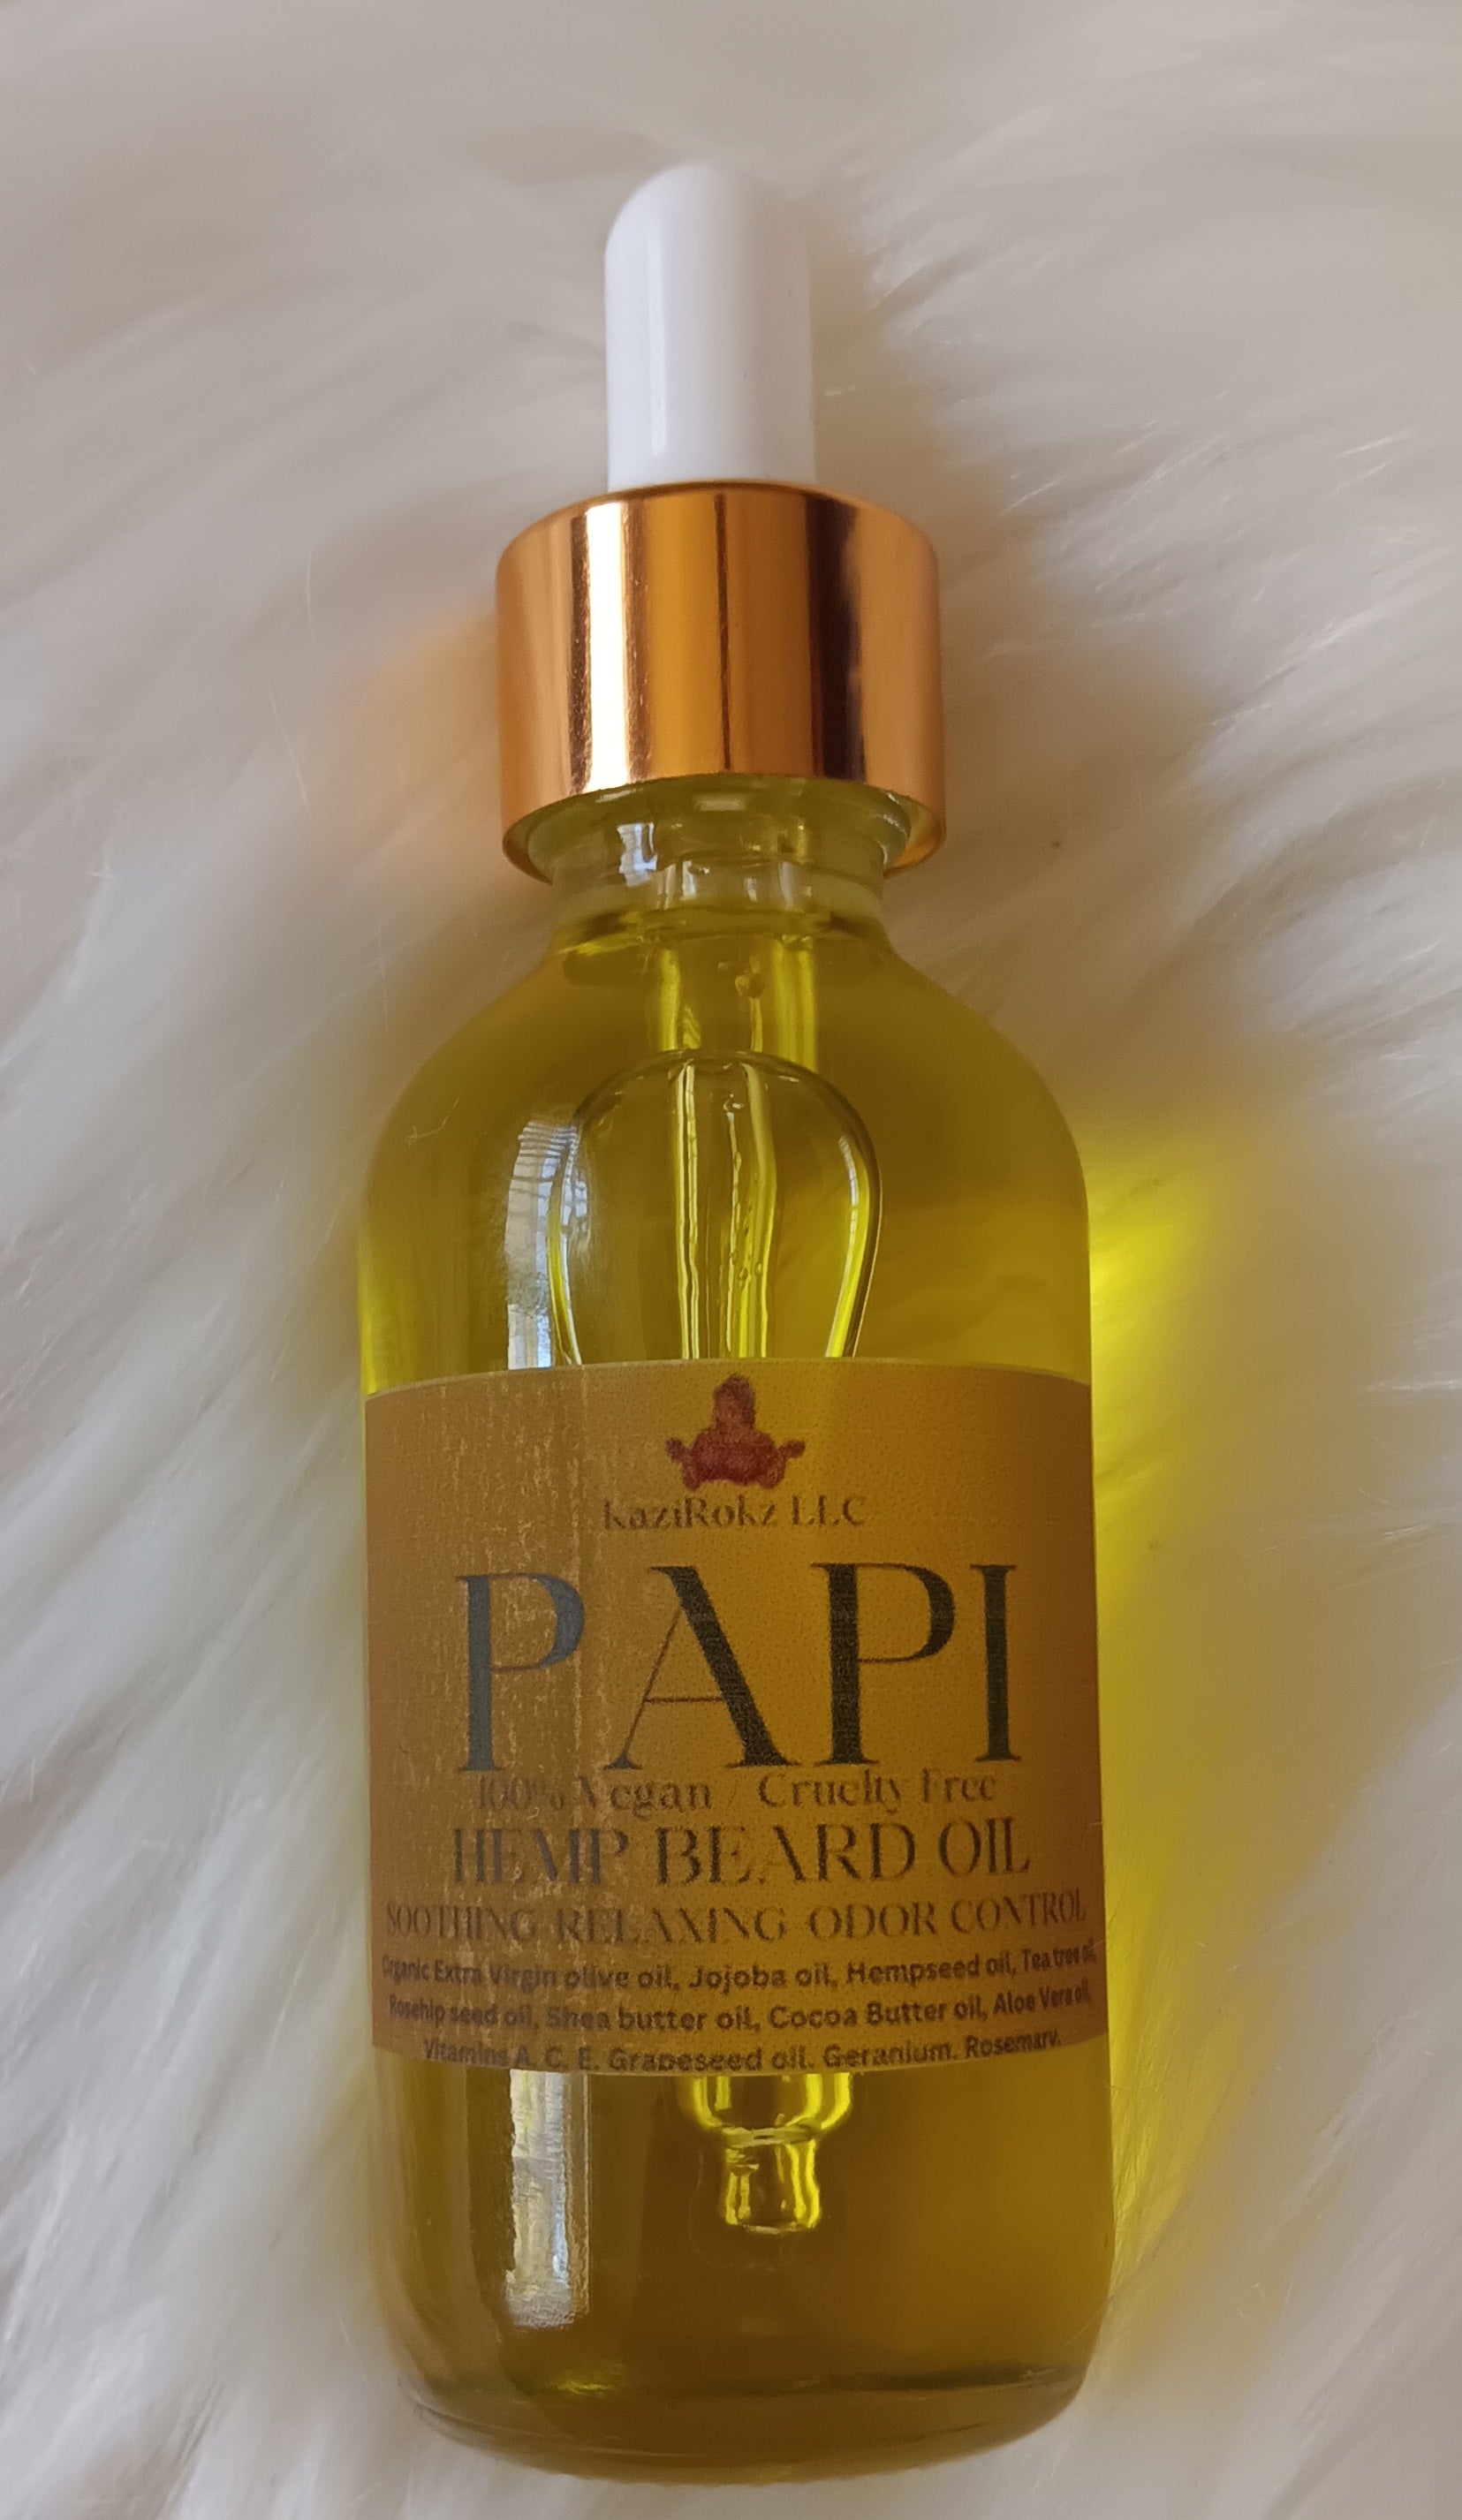 KaziRokz LLC
PAPI
100% Vegan / Cruelty Free
HEMP BEARD OIL
SOOTHING RELAXING ODOR CONTROL
Organic Extra Virgin olive oil, Jojoba oil, Hempseed oil, Tea tree oil,
Rosehip seed oil, Shea butter oil, Cocoa Butter oil, Aloe Vera oil,
Vitamins A, C, E, Grapeseed oil, Geranium, Rosemary.